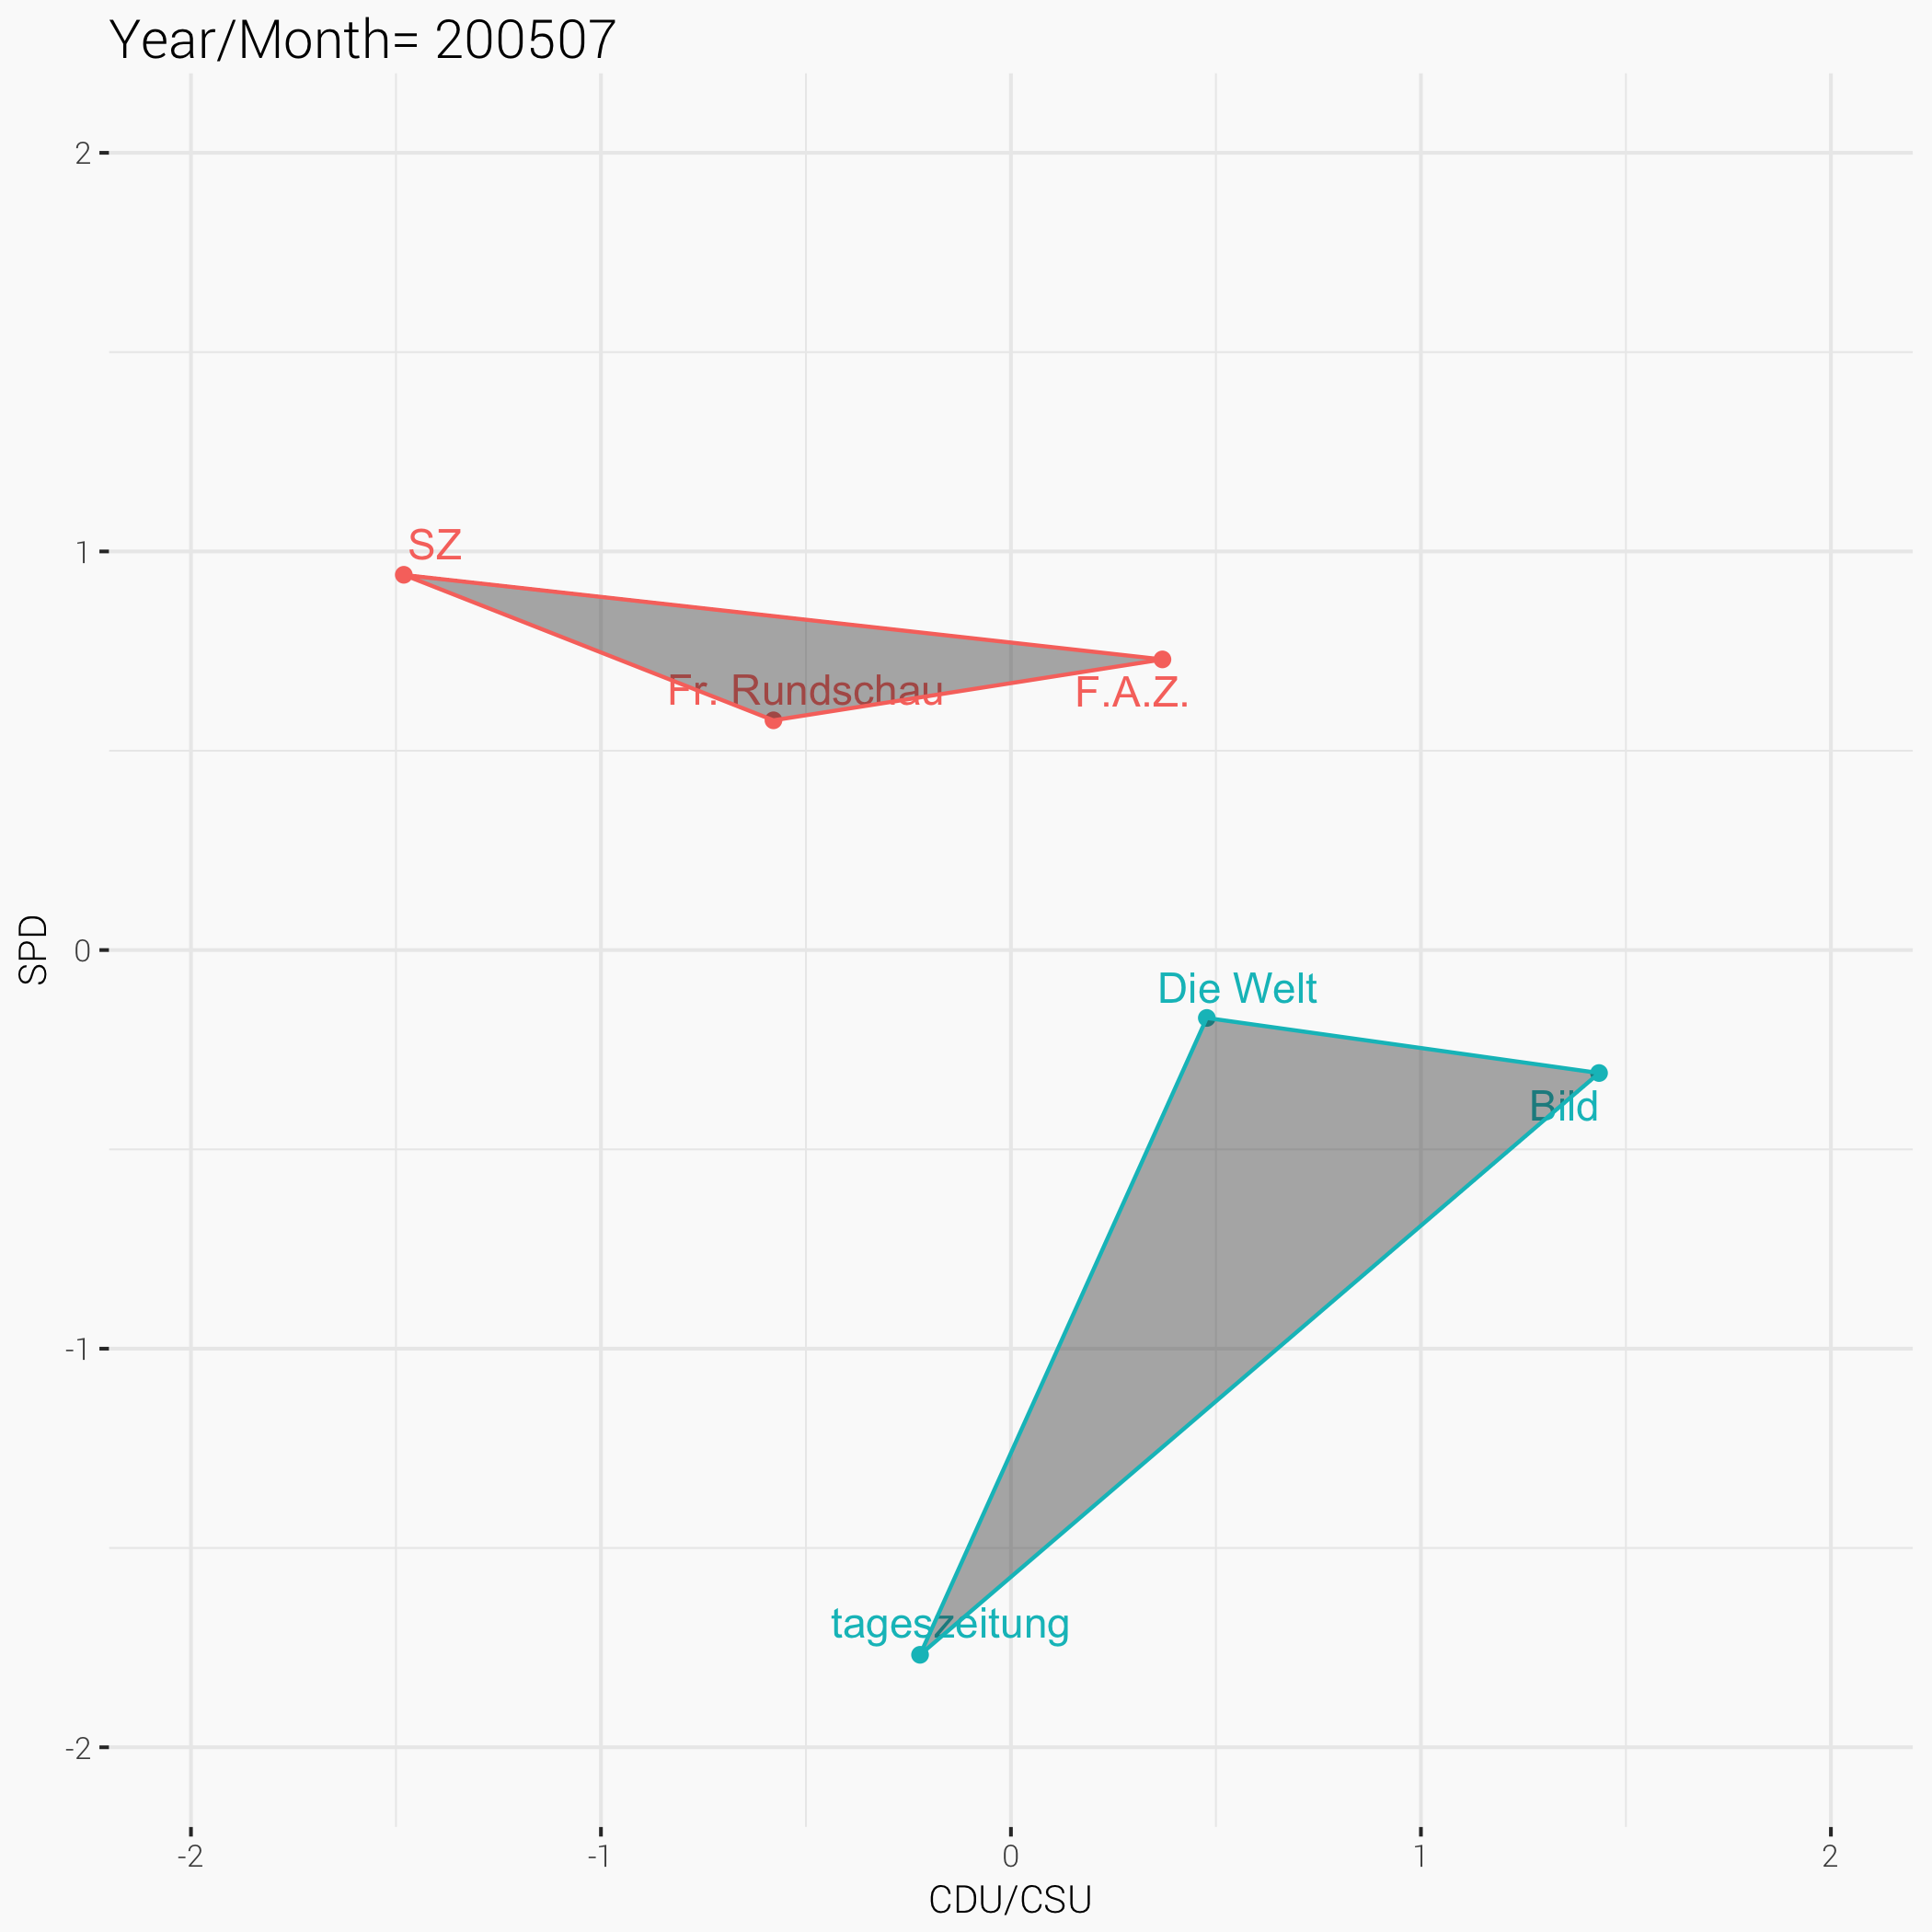 Year/Month= 200507
2
1
0
-1
-2
SPD
SZ
Fr. Rundschau
F.A.Z.
Die Welt
Bild
tageszeitung
-2
-1
0
1
2
CDU/CSU